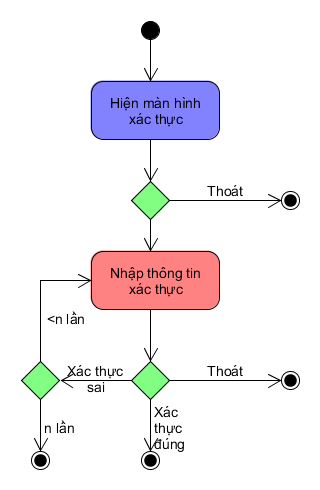 Hiện màn hình
xác thực
Thoát
Nhập thông tin
xác thực
<n lần
Xác thực
sai
Thoát
Xác
thực
đúng
n lần